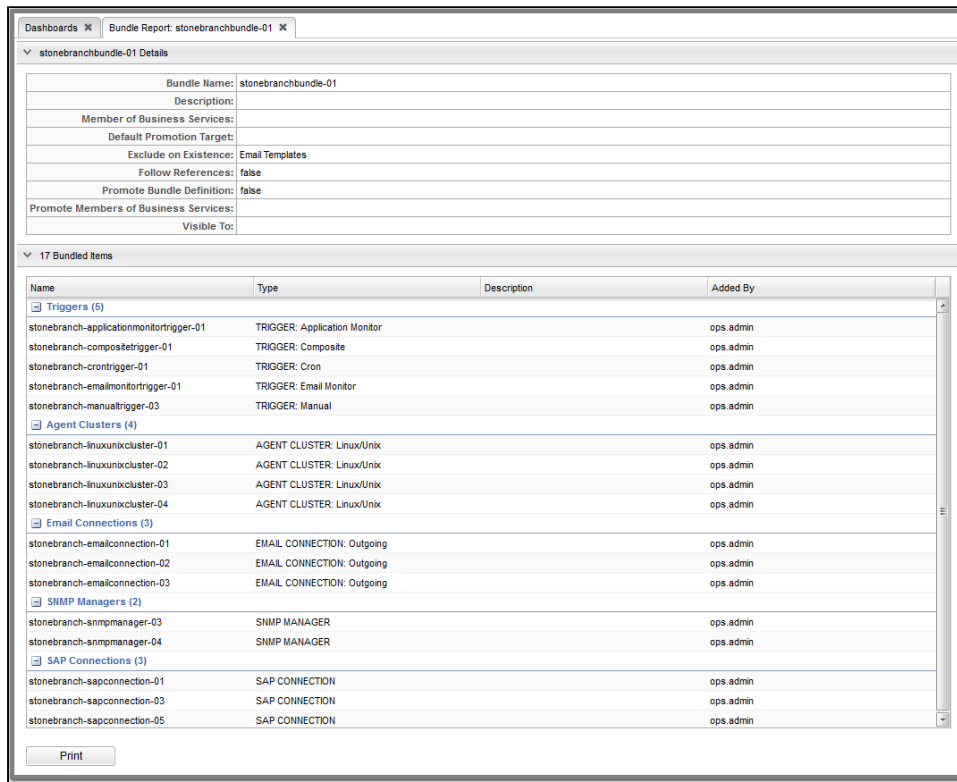 Dashboards ✖ Bundle Report: stonebranchbundle-01 ✖
stonebranchbundle-01 Details
Bundle Name: stonebranchbundle-01
Description:
Member of Business Services:
Default Promotion Target:
Exclude on Existence: Email Templates
Follow References: false
Promote Bundle Definition: false
Promote Members of Business Services:
Visible To:
17 Bundled Items
Name Type Description Added By
Triggers (5)
stonebranch-applicationmonitortrigger-01 TRIGGER: Application Monitor ops.admin
stonebranch-compositetrigger-01 TRIGGER: Composite ops.admin
stonebranch-crontrigger-01 TRIGGER: Cron ops.admin
stonebranch-emailmonitortrigger-01 TRIGGER: Email Monitor ops.admin
stonebranch-manualtrigger-03 TRIGGER: Manual ops.admin
Agent Clusters (4)
stonebranch-linuxunixcluster-01 AGENT CLUSTER: Linux/Unix ops.admin
stonebranch-linuxunixcluster-02 AGENT CLUSTER: Linux/Unix ops.admin
stonebranch-linuxunixcluster-03 AGENT CLUSTER: Linux/Unix ops.admin
stonebranch-linuxunixcluster-04 AGENT CLUSTER: Linux/Unix ops.admin
Email Connections (3)
stonebranch-emailconnection-01 EMAIL CONNECTION: Outgoing ops.admin
stonebranch-emailconnection-02 EMAIL CONNECTION: Outgoing ops.admin
stonebranch-emailconnection-03 EMAIL CONNECTION: Outgoing ops.admin
SNMP Managers (2)
stonebranch-snmpmanager-03 SNMP MANAGER ops.admin
stonebranch-snmpmanager-04 SNMP MANAGER ops.admin
SAP Connections (3)
stonebranch-sapconnection-01 SAP CONNECTION ops.admin
stonebranch-sapconnection-03 SAP CONNECTION ops.admin
stonebranch-sapconnection-05 SAP CONNECTION ops.admin
Print